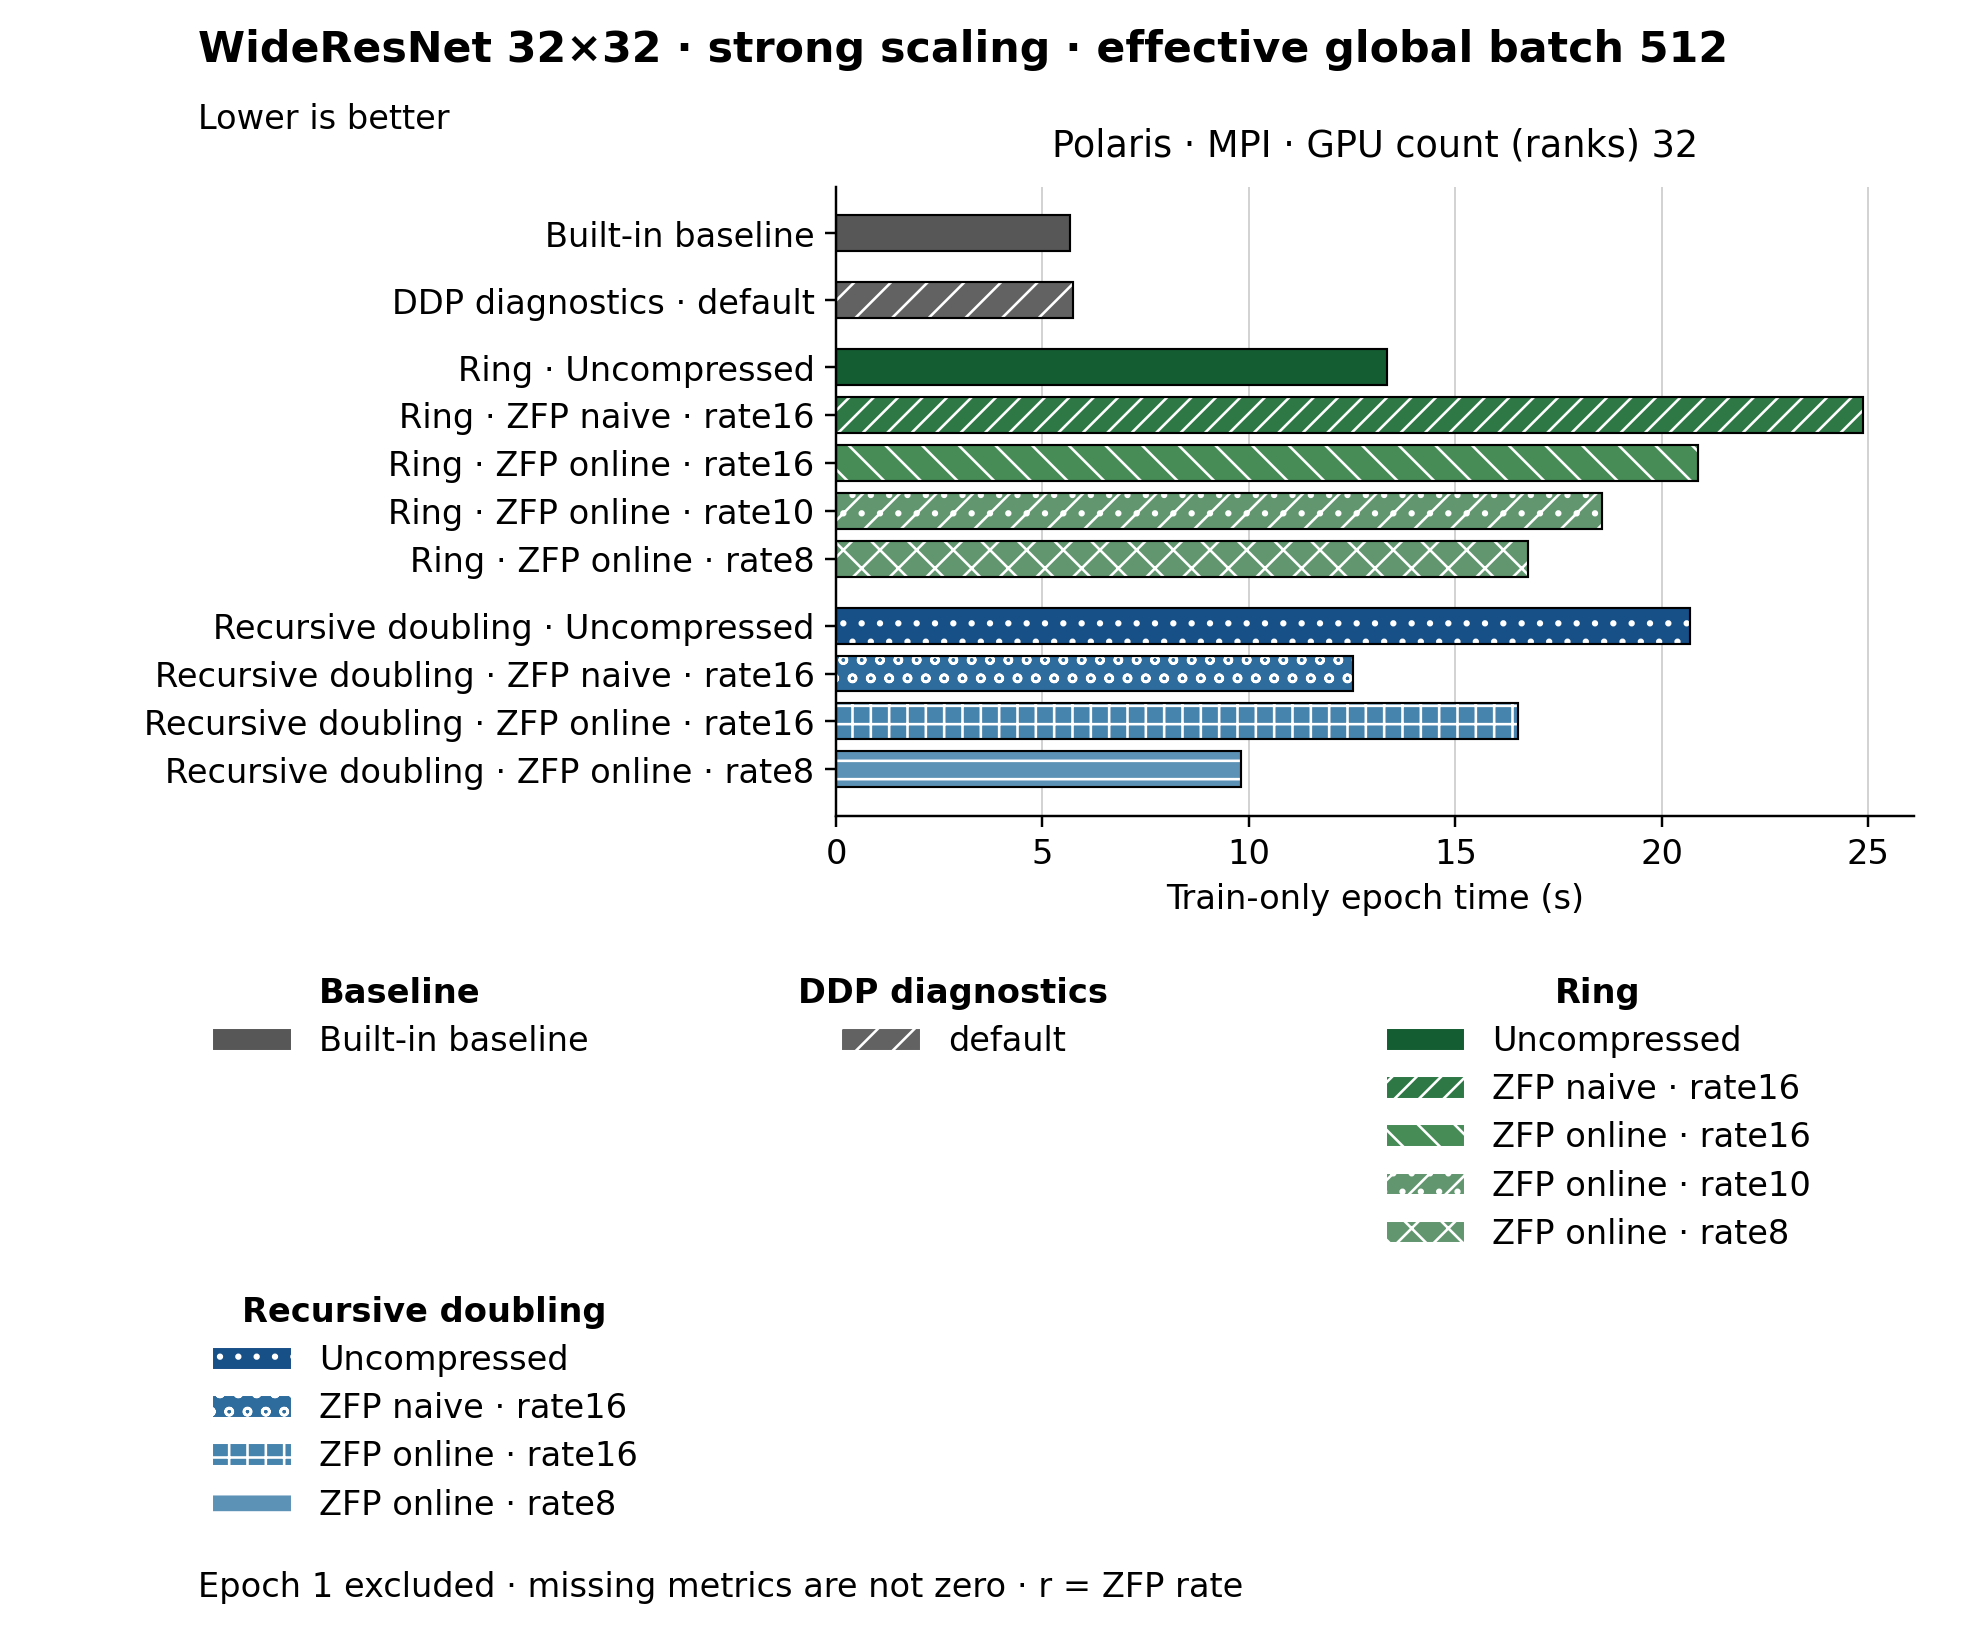 WideResNet 32×32 · strong scaling · effective global batch 512
Lower is better
Polaris · MPI · GPU count (ranks) 32
Built-in baseline
DDP diagnostics · default
Ring · Uncompressed
Ring · ZFP naive · rate16
Ring · ZFP online · rate16
Ring · ZFP online · rate10
Ring · ZFP online · rate8
Recursive doubling · Uncompressed
Recursive doubling · ZFP naive · rate16
Recursive doubling · ZFP online · rate16
Recursive doubling · ZFP online · rate8
0 5 10 15 20 25
Train-only epoch time (s)
Baseline
Built-in baseline
DDP diagnostics
default
Ring
Uncompressed
ZFP naive · rate16
ZFP online · rate16
ZFP online · rate10
ZFP online · rate8
Recursive doubling
Uncompressed
ZFP naive · rate16
ZFP online · rate16
ZFP online · rate8
Epoch 1 excluded · missing metrics are not zero · r = ZFP rate